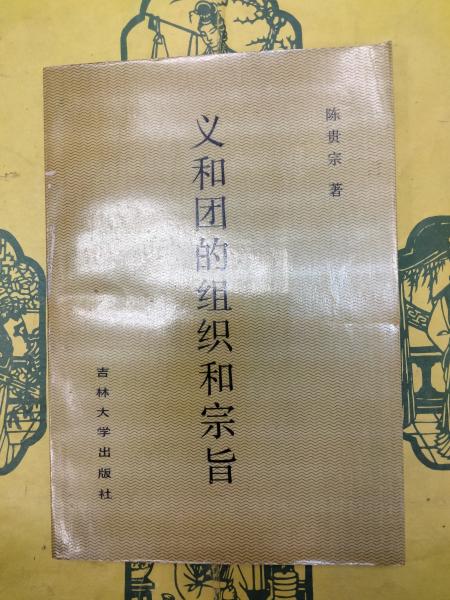 陈贵宗 著
义和团的组织和宗旨
吉林大学出版社